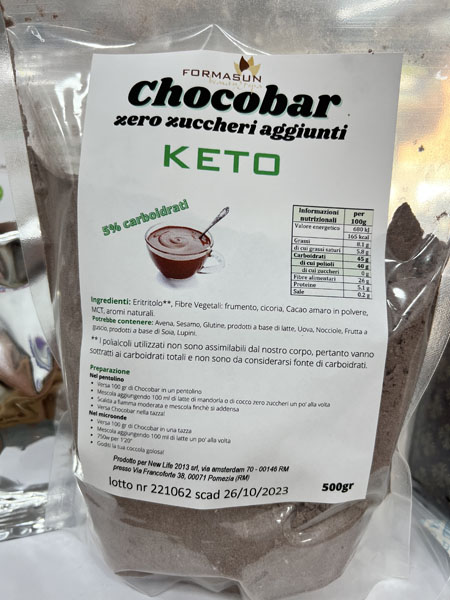 FORMASUN
Chocobar
zero zuccheri aggiunti
KETO
5% carboidrati
Informazioni nutrizionali per 100g
Valore energetico 680 kJ
165 kcal
Grassi 8.1 g
di cui grassi saturi 5.8 g
Carboidrati 45 g
di cui polioli 40 g
di cui zuccheri 0 g
Fibre alimentari 26 g
Proteine 5.1 g
Sale 0.2 g
Ingredienti: Eritritolo**, Fibre Vegetali: frumento, cicoria, Cacao amaro in polvere,
MCT, aromi naturali.
Potrebbe contenere: Avena, Sesamo, Glutine, prodotti a base di latte, Uova, Nocciole, Frutta a
guscio, prodotti a base di Soia, Lupini.
** I polialcoli utilizzati non sono assimilabili dal nostro corpo, pertanto vanno
sottratti ai carboidrati totali e non sono da considerarsi fonte di carboidrati.
Preparazione
Nel pentolino
• Versa 100 gr di Chocobar in un pentolino
• Mescola aggiungendo 100 ml di latte di mandorla o di cocco zero zuccheri un po' alla volta
• Scalda a fiamma moderata e mescola finchè si addensa
• Versa Chocobar nella tazza!
Nel microonde
• Versa 100 gr di Chocobar in una tazza
• Mescola aggiungendo 100 ml di latte un po' alla volta
• 750w per 1'20"
• Goditi la tua coccola golosa!
Prodotto per New Life 2013 srl, via amsterdam 70 - 00146 RM
presso Via Francoforte 38, 00071 Pomezia (RM)
lotto nr 221062 scad 26/10/2023
500gr